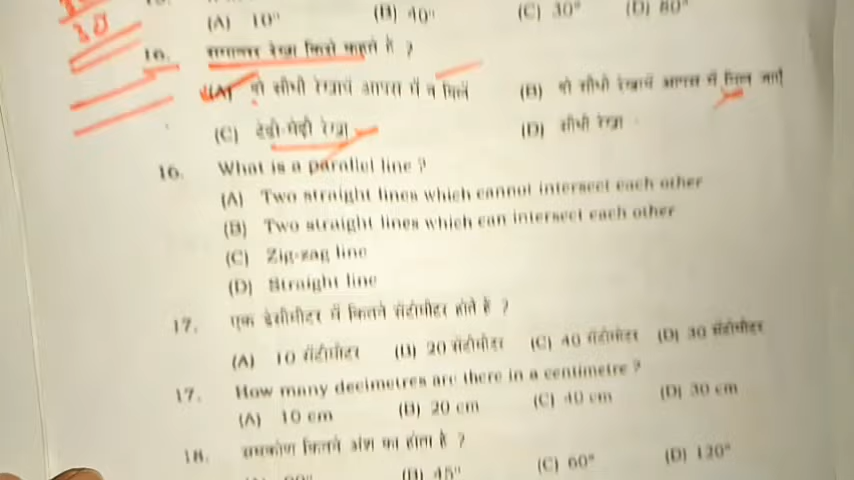 30
(A) 10° (B) 40° (C) 30° (D) 80°
16. समान्तर रेखा किसे कहते हैं ?
(A) दो सीधी रेखायें आपस में न मिलें (B) दो सीधी रेखायें आपस में मिल जाएँ
(C) टेढ़ी-मेढ़ी रेखा (D) सीधी रेखा
16. What is a parallel line ?
(A) Two straight lines which cannot intersect each other
(B) Two straight lines which can intersect each other
(C) Zig-zag line
(D) Straight line
17. एक डेसीमीटर में कितने सेंटीमीटर होते हैं ?
(A) 10 सेंटीमीटर (B) 20 सेंटीमीटर (C) 40 सेंटीमीटर (D) 30 सेंटीमीटर
17. How many decimetres are there in a centimetre ?
(A) 10 cm (B) 20 cm (C) 40 cm (D) 30 cm
18. समकोण कितने अंश का होता है ?
(B) 45° (C) 60° (D) 120°